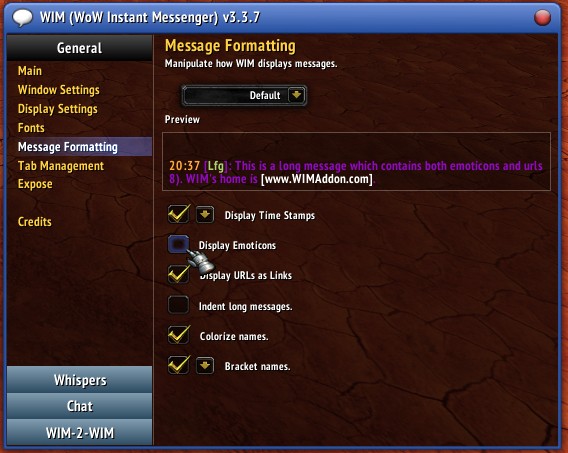 WIM (WoW Instant Messenger) v3.3.7
General
Main
Window Settings
Display Settings
Fonts
Message Formatting
Tab Management
Expose
Credits
Whispers
Chat
WIM-2-WIM
Message Formatting
Manipulate how WIM displays messages.
Default
Preview
20:37 [Lfg]: This is a long message which contains both emoticons and urls
8). WIM's home is [www.WIMAddon.com].
Display Time Stamps
Display Emoticons
Display URLs as Links
Indent long messages.
Colorize names.
Bracket names.